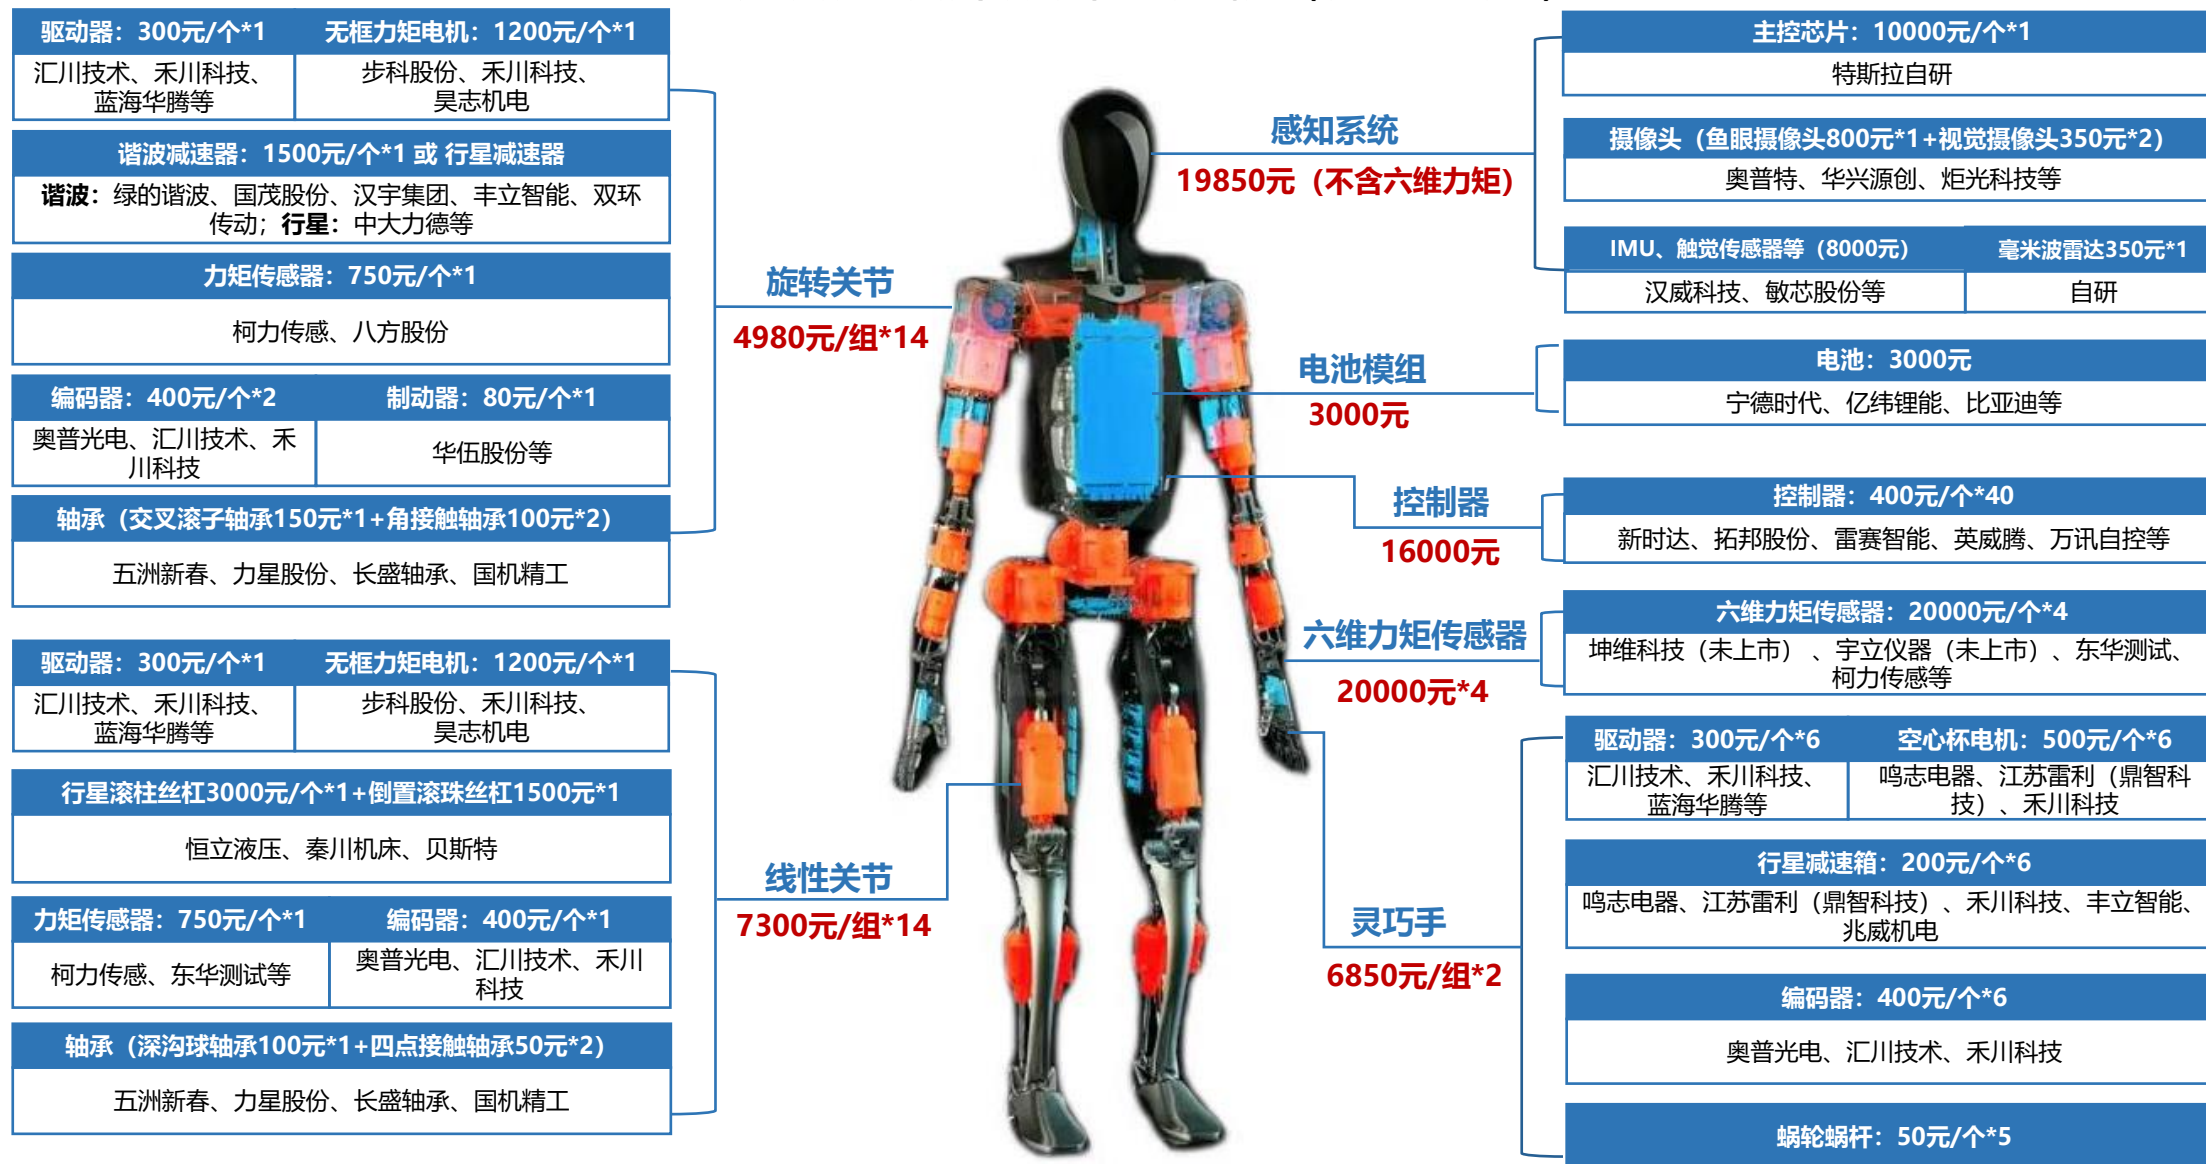 驱动器：300元/个*1
无框力矩电机：1200元/个*1
汇川技术、禾川科技、
蓝海华腾等
步科股份、禾川科技、
昊志机电
谐波减速器：1500元/个*1 或 行星减速器
谐波：绿的谐波、国茂股份、汉宇集团、丰立智能、双环
传动；行星：中大力德等
力矩传感器：750元/个*1
柯力传感、八方股份
编码器：400元/个*2
制动器：80元/个*1
奥普光电、汇川技术、禾
川科技
华伍股份等
轴承（交叉滚子轴承150元*1+角接触轴承100元*2）
五洲新春、力星股份、长盛轴承、国机精工
旋转关节
4980元/组*14
驱动器：300元/个*1
无框力矩电机：1200元/个*1
汇川技术、禾川科技、
蓝海华腾等
步科股份、禾川科技、
昊志机电
行星滚柱丝杠3000元/个*1+倒置滚珠丝杠1500元*1
恒立液压、秦川机床、贝斯特
力矩传感器：750元/个*1
编码器：400元/个*1
柯力传感、东华测试等
奥普光电、汇川技术、禾川
科技
轴承（深沟球轴承100元*1+四点接触轴承50元*2）
五洲新春、力星股份、长盛轴承、国机精工
线性关节
7300元/组*14
感知系统
19850元（不含六维力矩）
主控芯片：10000元/个*1
特斯拉自研
摄像头（鱼眼摄像头800元*1+视觉摄像头350元*2）
奥普特、华兴源创、炬光科技等
IMU、触觉传感器等（8000元）
毫米波雷达350元*1
汉威科技、敏芯股份等
自研
电池模组
3000元
电池：3000元
宁德时代、亿纬锂能、比亚迪等
控制器
16000元
控制器：400元/个*40
新时达、拓邦股份、雷赛智能、英威腾、万讯自控等
六维力矩传感器
20000元*4
六维力矩传感器：20000元/个*4
坤维科技（未上市）、宇立仪器（未上市）、东华测试、
柯力传感等
灵巧手
6850元/组*2
驱动器：300元/个*6
空心杯电机：500元/个*6
汇川技术、禾川科技、
蓝海华腾等
鸣志电器、江苏雷利（鼎智科
技）、禾川科技
行星减速箱：200元/个*6
鸣志电器、江苏雷利（鼎智科技）、禾川科技、丰立智能、
兆威机电
编码器：400元/个*6
奥普光电、汇川技术、禾川科技
蜗轮蜗杆：50元/个*5